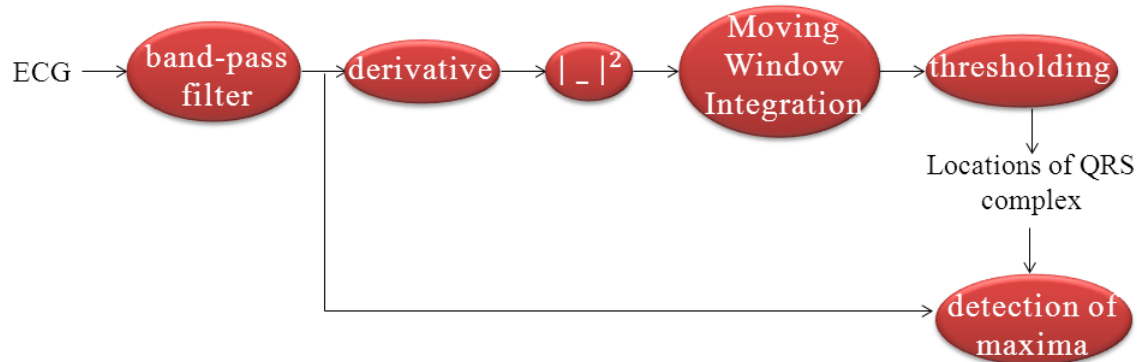 ECG
band-pass
filter
derivative
|_|²
Moving
Window
Integration
thresholding
Locations of QRS
complex
detection of
maxima